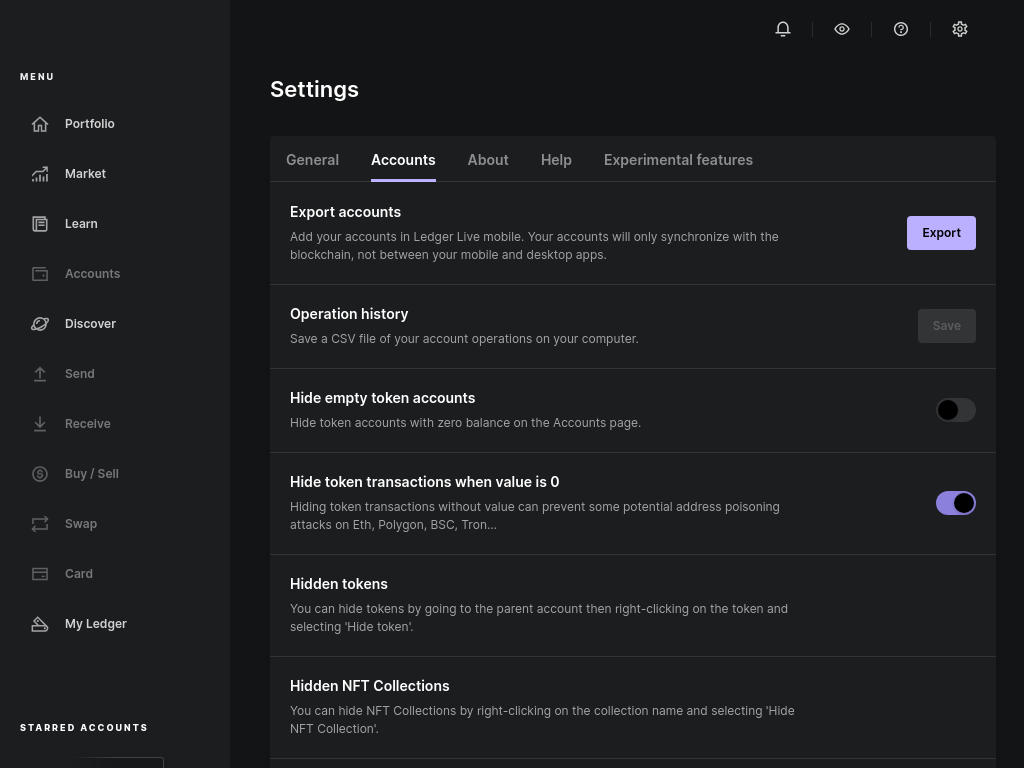 MENU
Portfolio
Market
Learn
Accounts
Discover
Send
Receive
Buy / Sell
Swap
Card
My Ledger
STARRED ACCOUNTS
Settings
General Accounts About Help Experimental features
Export accounts
Add your accounts in Ledger Live mobile. Your accounts will only synchronize with the
blockchain, not between your mobile and desktop apps.
Export
Operation history
Save a CSV file of your account operations on your computer.
Save
Hide empty token accounts
Hide token accounts with zero balance on the Accounts page.
Hide token transactions when value is 0
Hiding token transactions without value can prevent some potential address poisoning
attacks on Eth, Polygon, BSC, Tron...
Hidden tokens
You can hide tokens by going to the parent account then right-clicking on the token and
selecting 'Hide token'.
Hidden NFT Collections
You can hide NFT Collections by right-clicking on the collection name and selecting 'Hide
NFT Collection'.